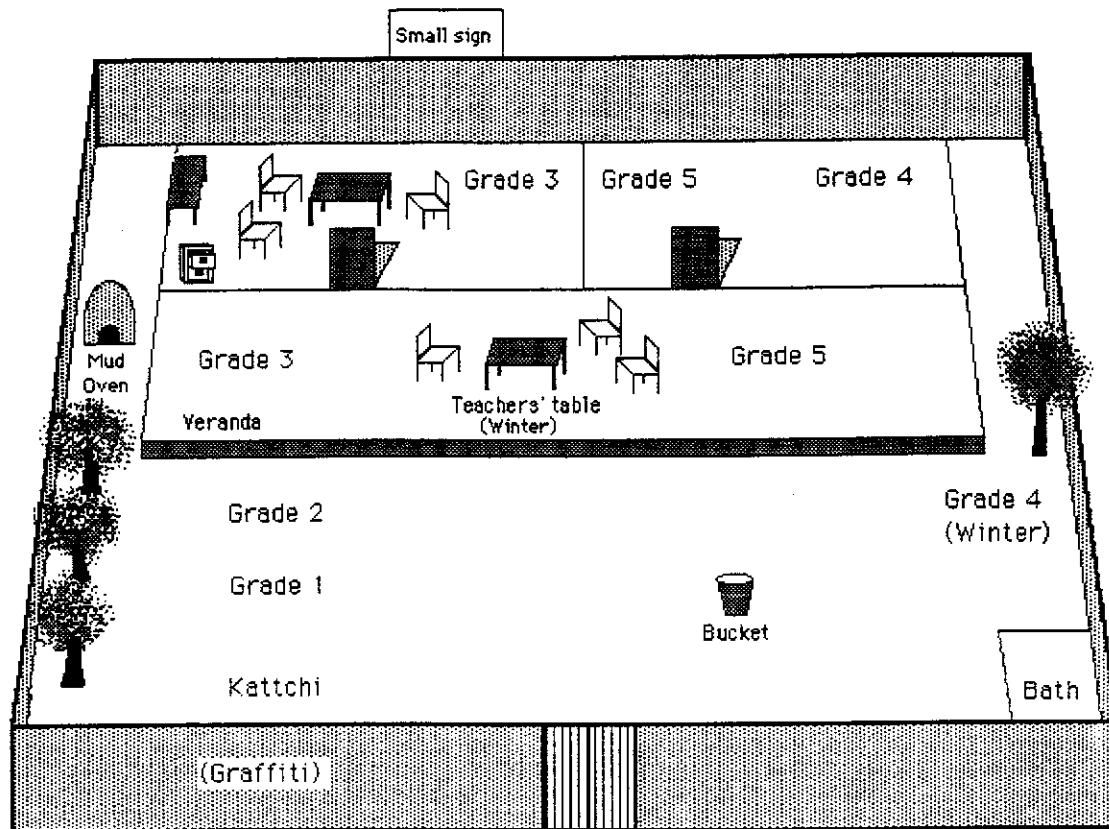 Small sign
Grade 3
Grade 5
Grade 4
Mud
Oven
Grade 3
Grade 5
Teachers' table
(Winter)
Veranda
Grade 2
Grade 4
(Winter)
Grade 1
Bucket
Kattchi
Bath
(Graffiti)